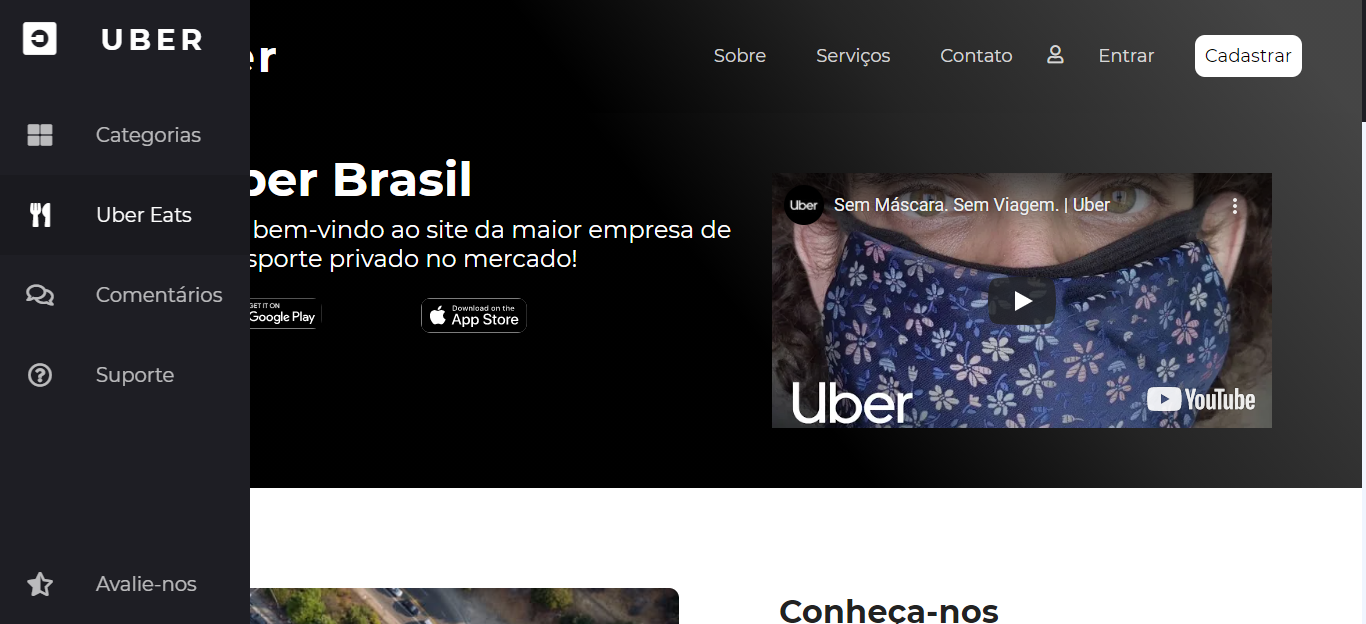 UBER
er
Sobre
Serviços
Contato
Entrar
Cadastrar
Categorias
Uber Eats
Comentários
Suporte
Avalie-nos
ber Brasil
bem-vindo ao site da maior empresa de
sporte privado no mercado!
GET IT ON
Google Play
Download on the
App Store
Uber
Sem Máscara. Sem Viagem. | Uber
Uber
YouTube
Conheça-nos